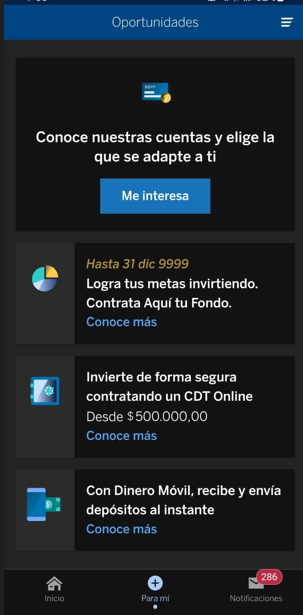 Oportunidades
BBVA
Conoce nuestras cuentas y elige la
que se adapte a ti
Me interesa
Hasta 31 dic 9999
Logra tus metas invirtiendo.
Contrata Aquí tu Fondo.
Conoce más
Invierte de forma segura
contratando un CDT Online
Desde $500.000,00
Conoce más
Con Dinero Móvil, recibe y envía
depósitos al instante
Conoce más
286
Inicio
Para mí
Notificaciones